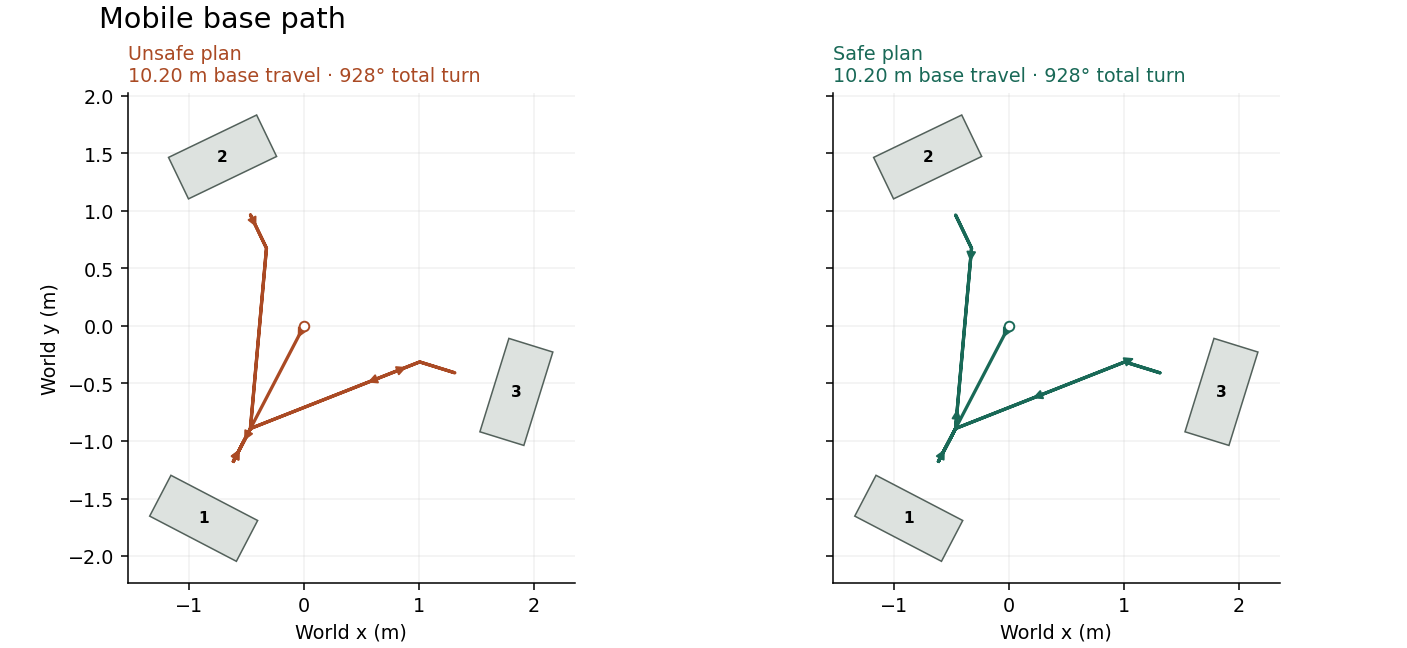 Mobile base path
Unsafe plan
10.20 m base travel · 928° total turn
2.0
1.5
1.0
0.5
0.0
−0.5
−1.0
−1.5
−2.0
World y (m)
2
3
1
−1
0
1
2
World x (m)
Safe plan
10.20 m base travel · 928° total turn
2
3
1
−1
0
1
2
World x (m)